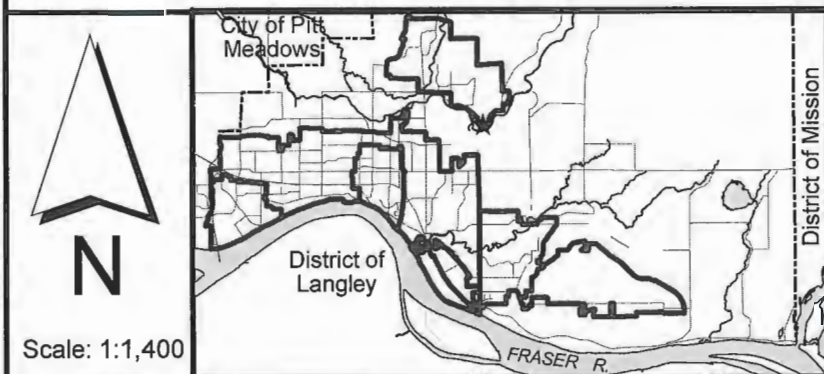 City of Pitt
Meadows
District of Mission
N
District of
Langley
Scale: 1:1,400
FRASER R.